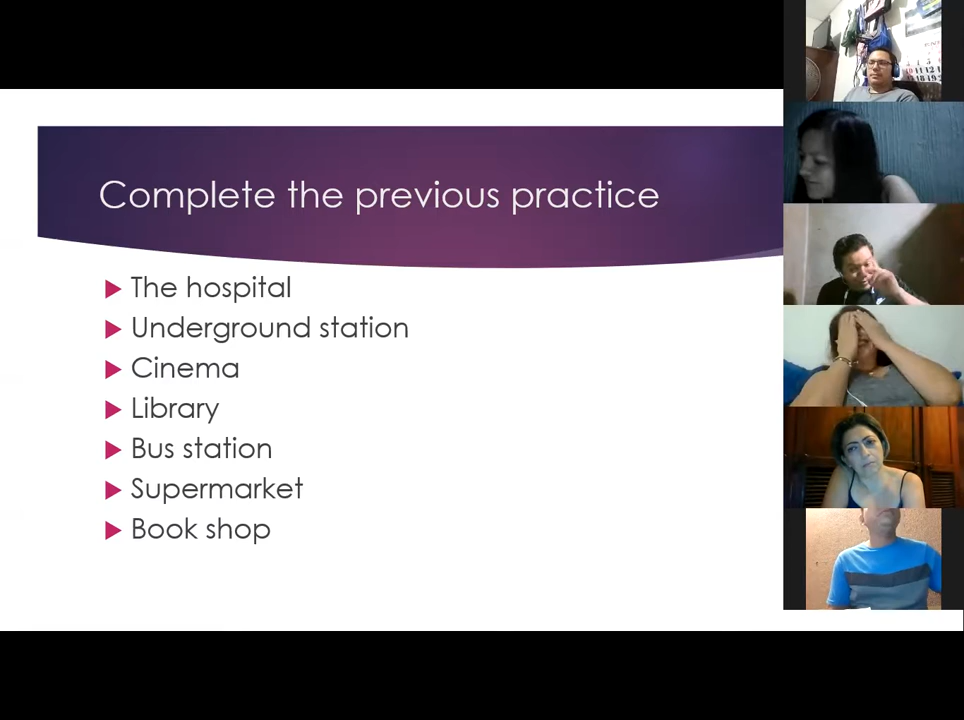 Complete the previous practice
The hospital
Underground station
Cinema
Library
Bus station
Supermarket
Book shop